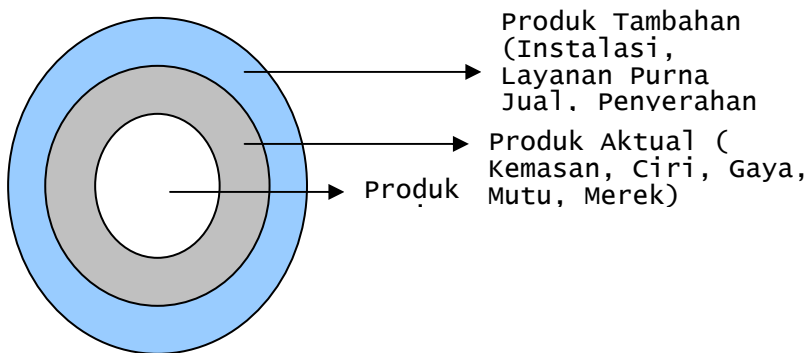 Produk Tambahan
(Instalasi,
Layanan Purna
Jual, Penyerahan
Produk Aktual (
Kemasan, Ciri, Gaya,
Mutu, Merek)
Produk